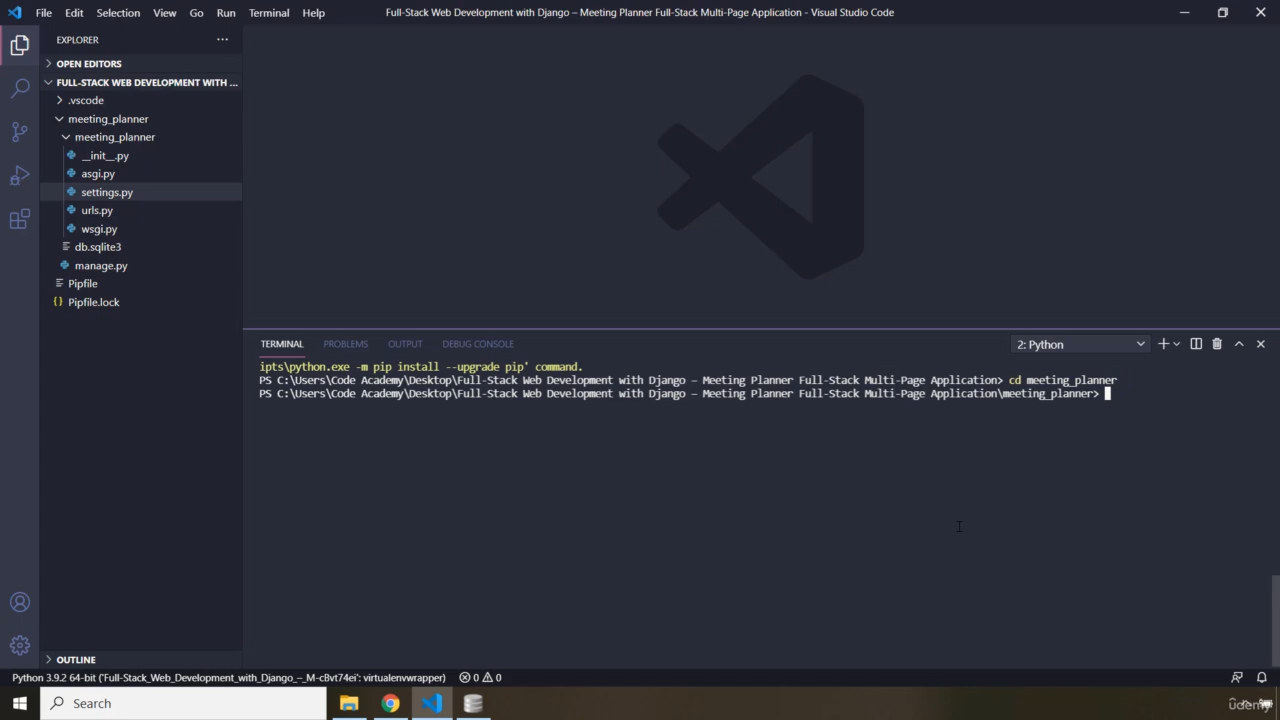 File Edit Selection View Go Run Terminal Help
Full-Stack Web Development with Django – Meeting Planner Full-Stack Multi-Page Application - Visual Studio Code
EXPLORER
OPEN EDITORS
FULL-STACK WEB DEVELOPMENT WITH ...
.vscode
meeting_planner
meeting_planner
__init__.py
asgi.py
settings.py
urls.py
wsgi.py
db.sqlite3
manage.py
Pipfile
{} Pipfile.lock
OUTLINE
TERMINAL PROBLEMS OUTPUT DEBUG CONSOLE
2: Python
ipts\python.exe -m pip install --upgrade pip' command.
PS C:\Users\Code Academy\Desktop\Full-Stack Web Development with Django – Meeting Planner Full-Stack Multi-Page Application> cd meeting_planner
PS C:\Users\Code Academy\Desktop\Full-Stack Web Development with Django – Meeting Planner Full-Stack Multi-Page Application\meeting_planner>
Python 3.9.2 64-bit ('Full-Stack_Web_Development_with_Django_–_M-cBvt74ei': virtualenvwrapper) 0 0
Search
udemy